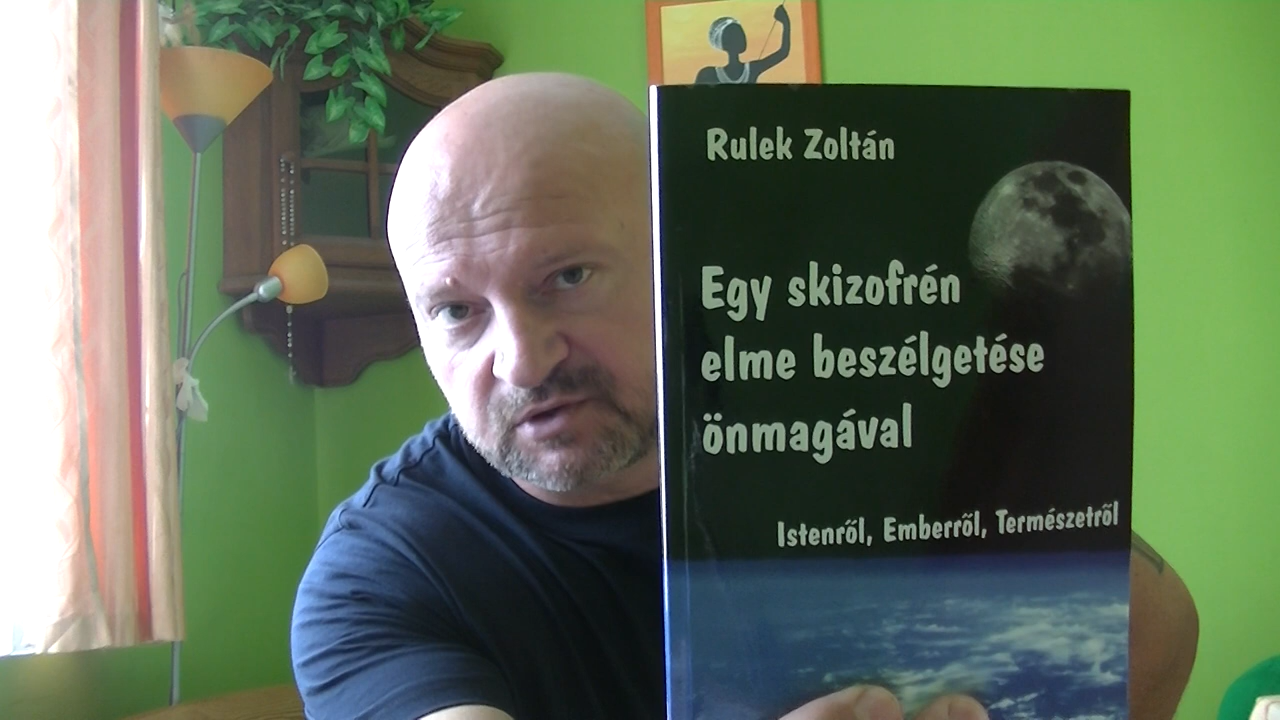 Rulek Zoltán
Egy skizofrén
elme beszélgetése
önmagával
Istenről, Emberről, Természetről